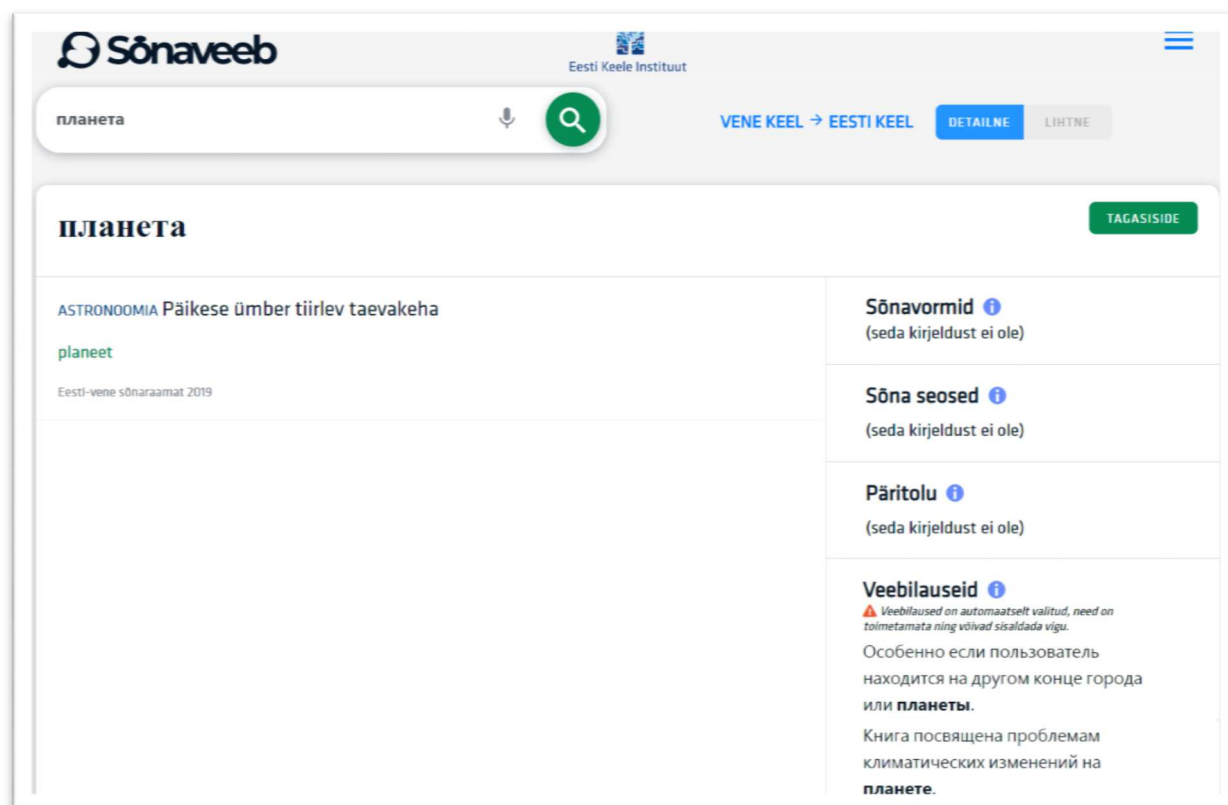 Sõnaveeb
Eesti Keele Instituut
планета
VENE KEEL → EESTI KEEL
DETAILNE
LIHTNE
планета
TAGASISIDE
ASTRONOOMIA Päikese ümber tiirlev taevakeha
planeet
Eesti-vene sõnaraamat 2019
Sõnavormid
(seda kirjeldust ei ole)
Sõna seosed
(seda kirjeldust ei ole)
Päritolu
(seda kirjeldust ei ole)
Veebilauseid
Veebilaused on automaatselt valitud, need on
toimetamata ning võivad sisaldada vigu.
Особенно если пользователь
находится на другом конце города
или планеты.
Книга посвящена проблемам
климатических изменений на
планете.